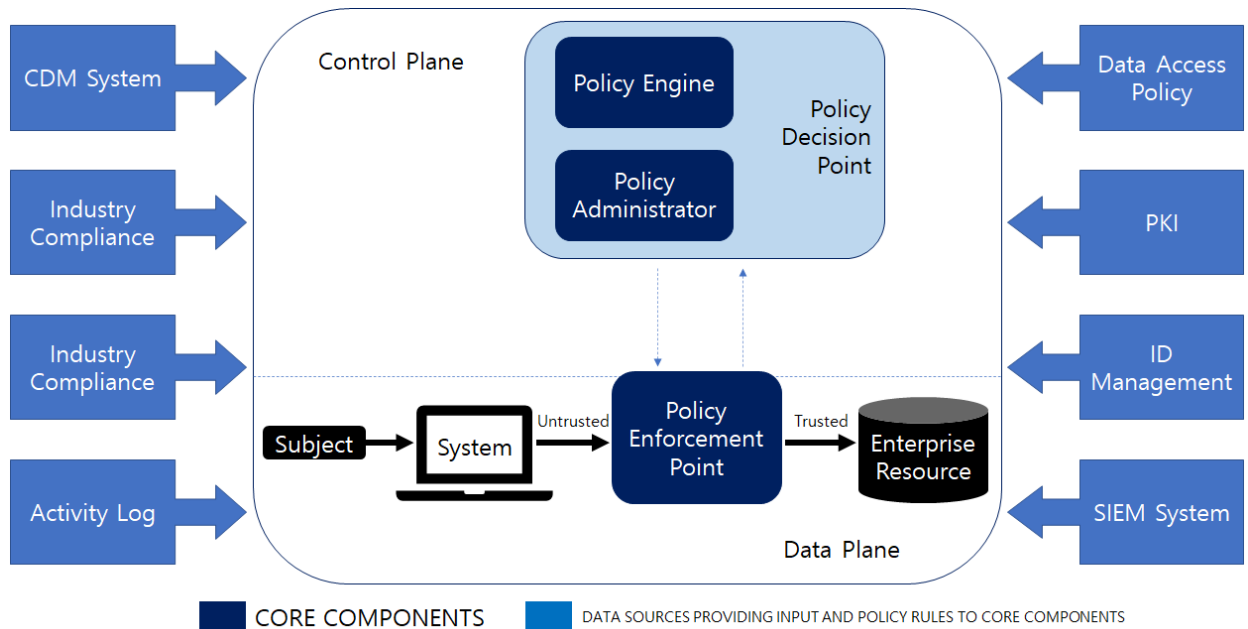 CDM System
Industry
Compliance
Industry
Compliance
Activity Log
Control Plane
Policy Engine
Policy
Administrator
Policy
Decision
Point
Subject
System
Untrusted
Policy
Enforcement
Point
Trusted
Enterprise
Resource
Data Plane
Data Access
Policy
PKI
ID
Management
SIEM System
CORE COMPONENTS
DATA SOURCES PROVIDING INPUT AND POLICY RULES TO CORE COMPONENTS